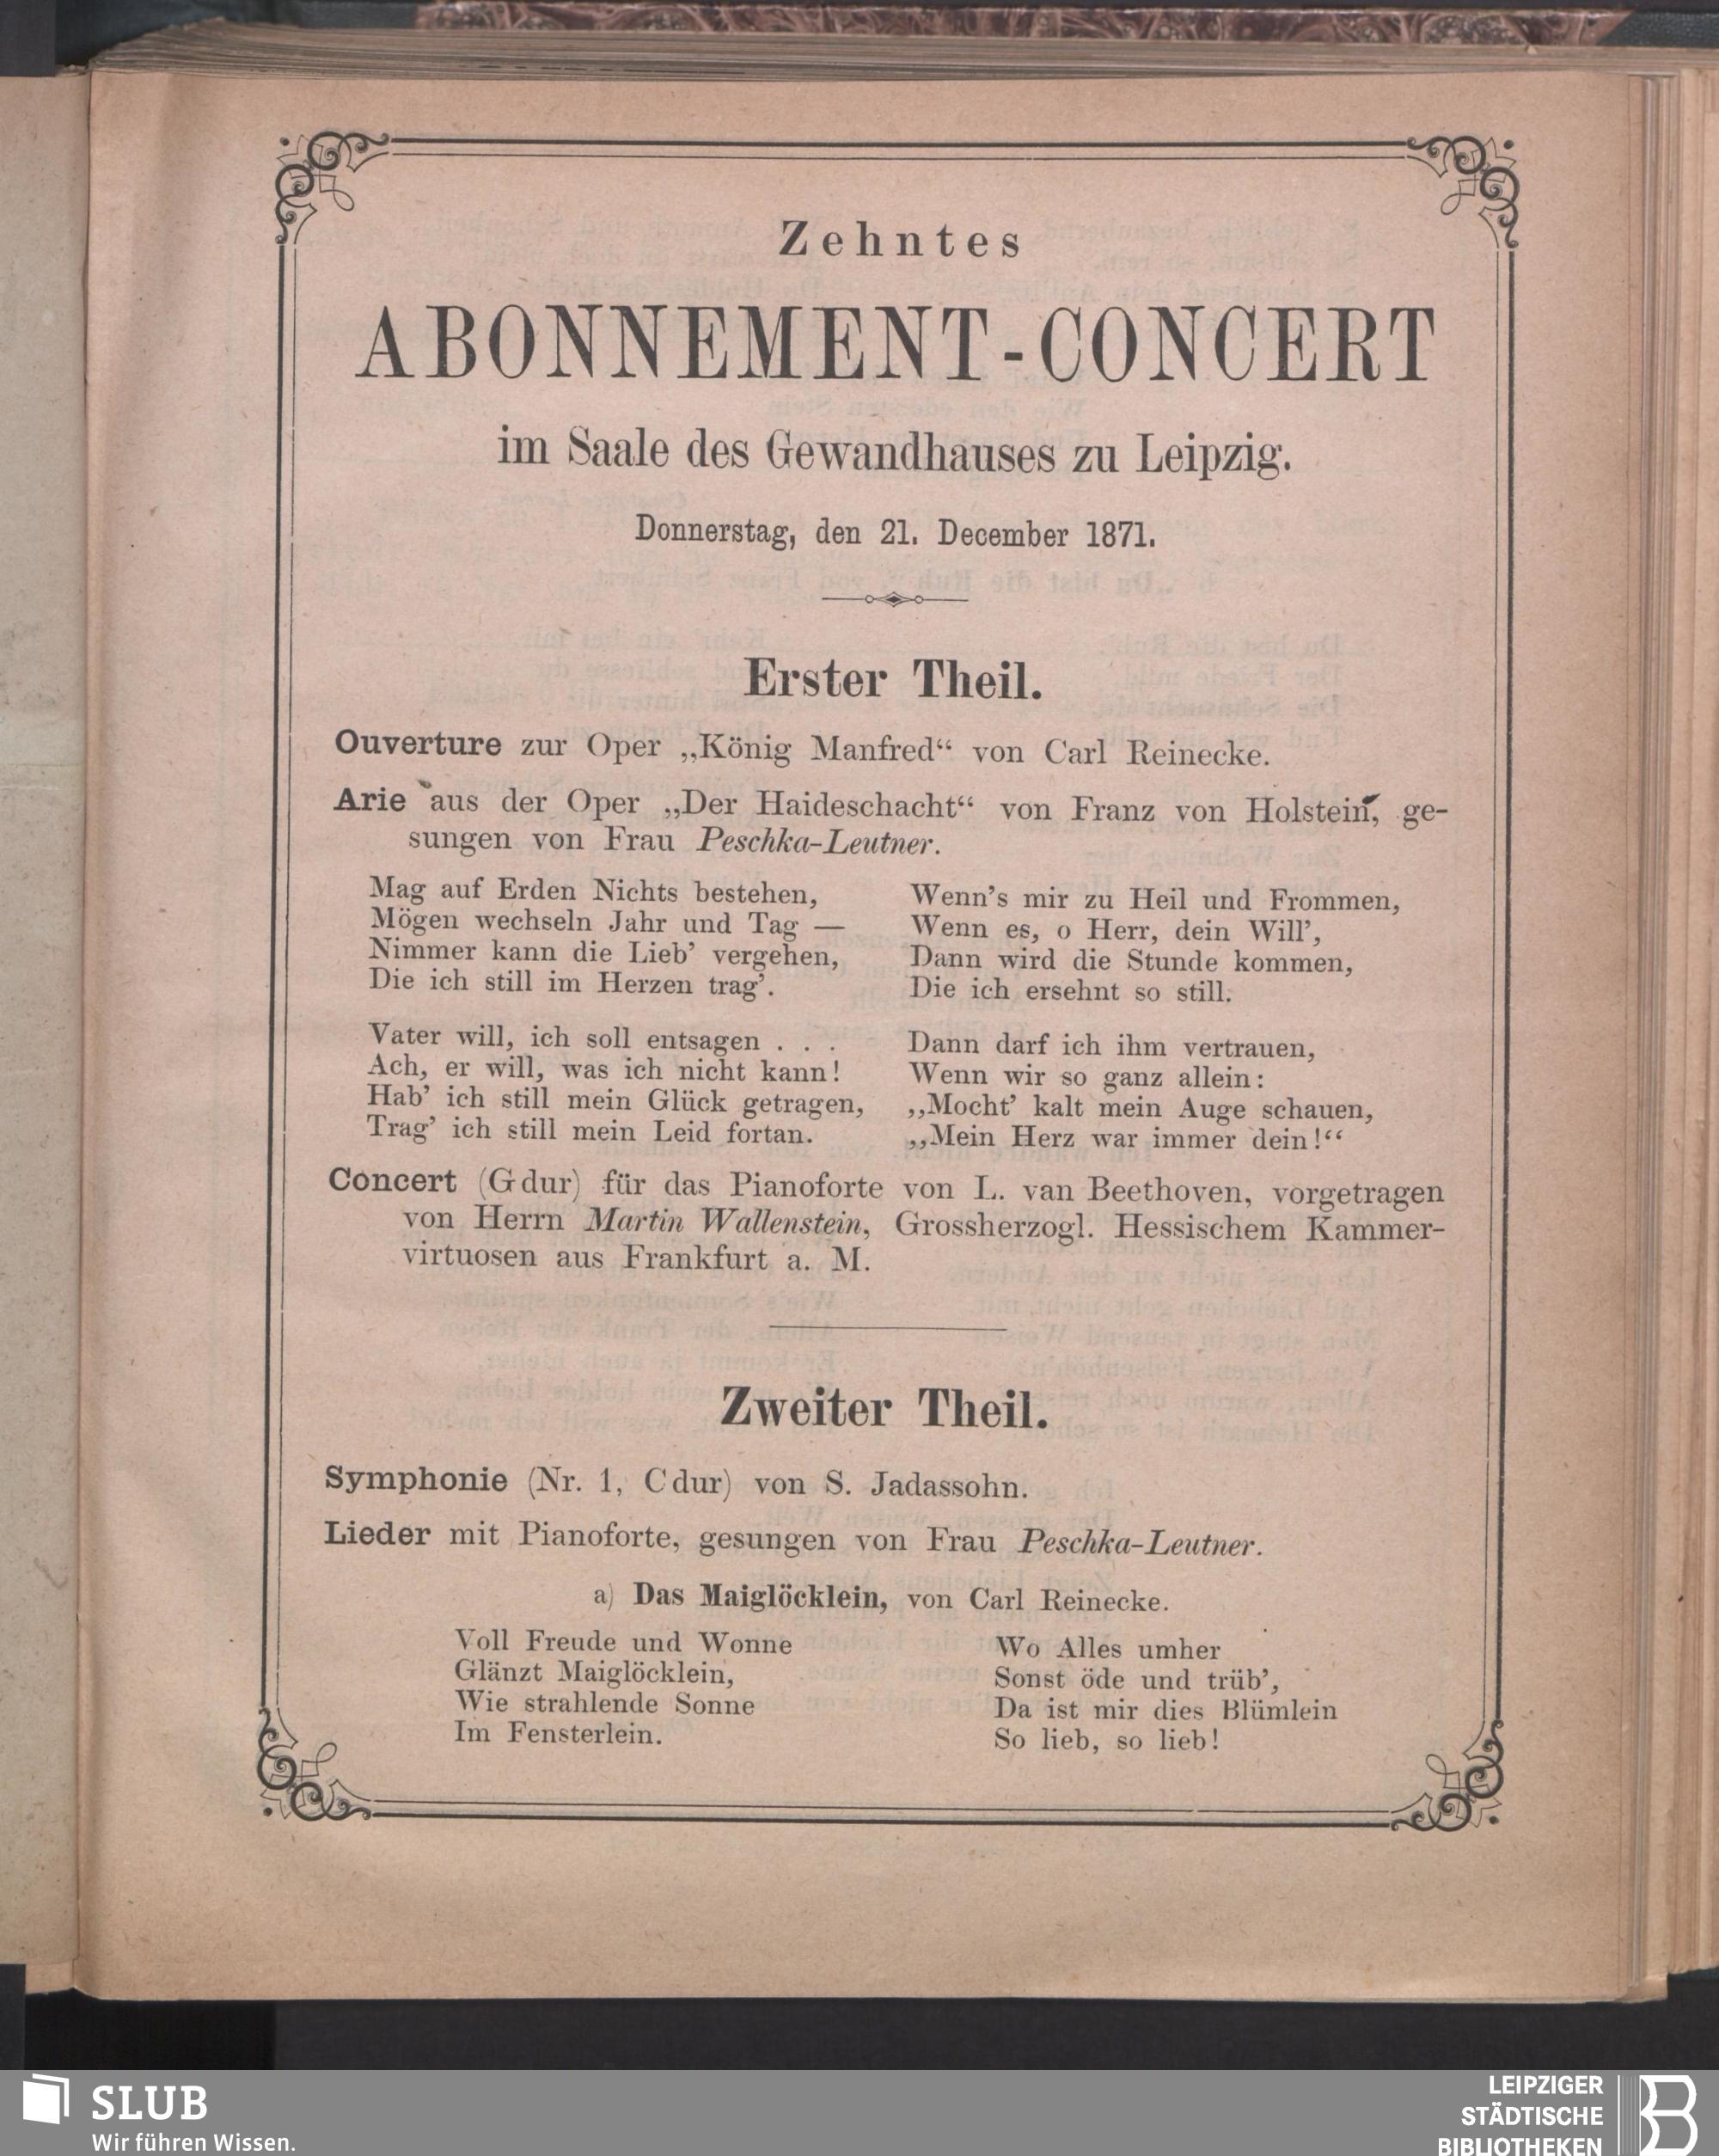 Zehntes
ABONNEMENT-CONCERT
im Saale des Gewandhauses zu Leipzig.
Donnerstag, den 21. December 1871.
Erster Theil.
Ouverture zur Oper „König Manfred“ von Carl Reinecke.
Arie aus der Oper „Der Haideschacht“ von Franz von Holstein, ge-
sungen von Frau Peschka-Leutner.
Mag auf Erden Nichts bestehen,
Mögen wechseln Jahr und Tag —
Nimmer kann die Lieb’ vergehen,
Die ich still im Herzen trag’.
Vater will, ich soll entsagen . . .
Ach, er will, was ich nicht kann!
Hab’ ich still mein Glück getragen,
Trag’ ich still mein Leid fortan.
Wenn’s mir zu Heil und Frommen,
Wenn es, o Herr, dein Will’,
Dann wird die Stunde kommen,
Die ich ersehnt so still.
Dann darf ich ihm vertrauen,
Wenn wir so ganz allein:
„Mocht’ kalt mein Auge schauen,
„Mein Herz war immer dein!“
Concert (G dur) für das Pianoforte von L. van Beethoven, vorgetragen
von Herrn Martin Wallenstein, Grossherzogl. Hessischem Kammer-
virtuosen aus Frankfurt a. M.
Zweiter Theil.
Symphonie (Nr. 1, C dur) von S. Jadassohn.
Lieder mit Pianoforte, gesungen von Frau Peschka-Leutner.
a) Das Maiglöcklein, von Carl Reinecke.
Voll Freude und Wonne
Glänzt Maiglöcklein,
Wie strahlende Sonne
Im Fensterlein.
Wo Alles umher
Sonst öde und trüb’,
Da ist mir dies Blümlein
So lieb, so lieb!
SLUB
Wir führen Wissen.
LEIPZIGER
STÄDTISCHE
BIBLIOTHEKEN